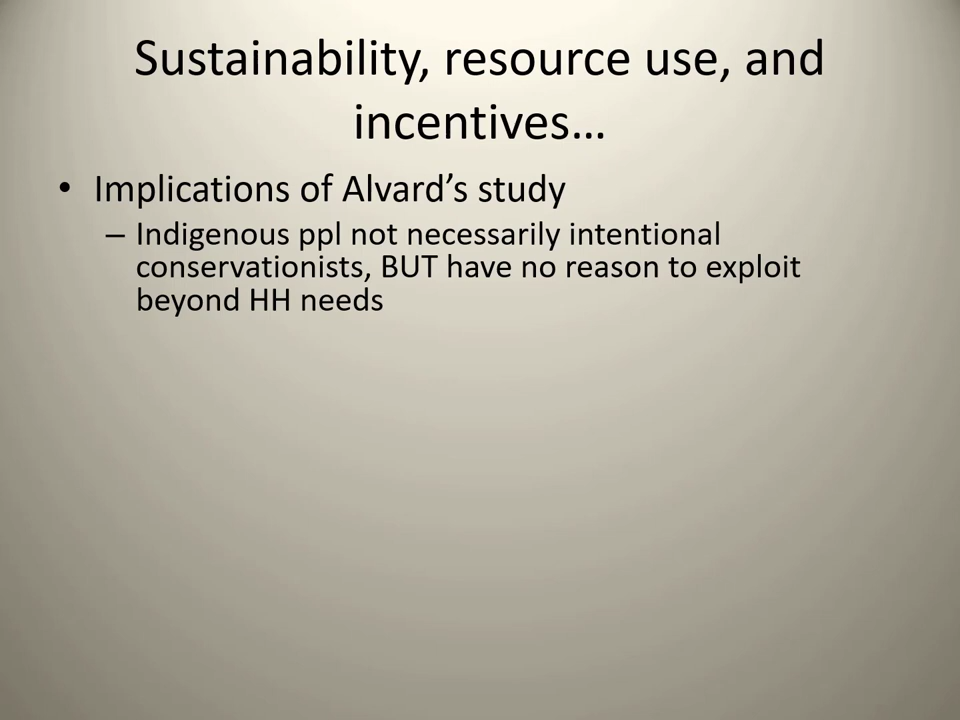 Sustainability, resource use, and
incentives…
• Implications of Alvard’s study
– Indigenous ppl not necessarily intentional
conservationists, BUT have no reason to exploit
beyond HH needs